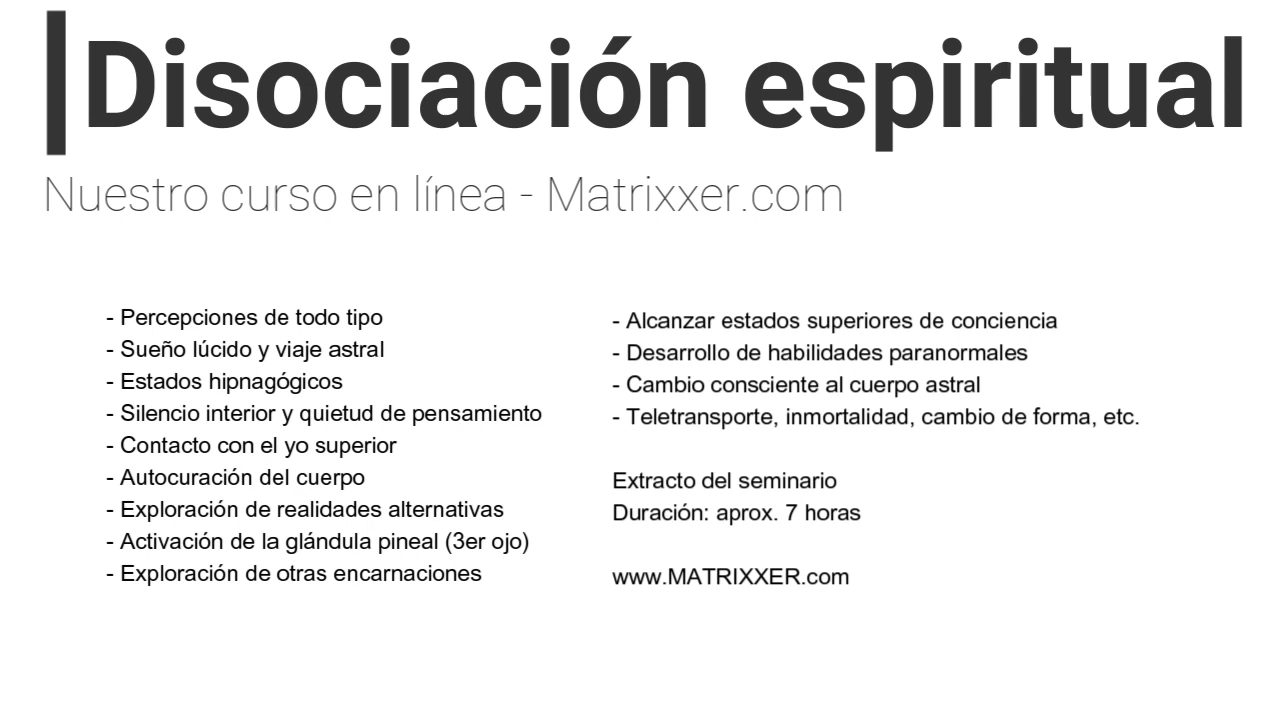 Disociación espiritual
Nuestro curso en línea - Matrixxer.com
- Percepciones de todo tipo
- Sueño lúcido y viaje astral
- Estados hipnagógicos
- Silencio interior y quietud de pensamiento
- Contacto con el yo superior
- Autocuración del cuerpo
- Exploración de realidades alternativas
- Activación de la glándula pineal (3er ojo)
- Exploración de otras encarnaciones
- Alcanzar estados superiores de conciencia
- Desarrollo de habilidades paranormales
- Cambio consciente al cuerpo astral
- Teletransporte, inmortalidad, cambio de forma, etc.
Extracto del seminario
Duración: aprox. 7 horas
www.MATRIXXER.com